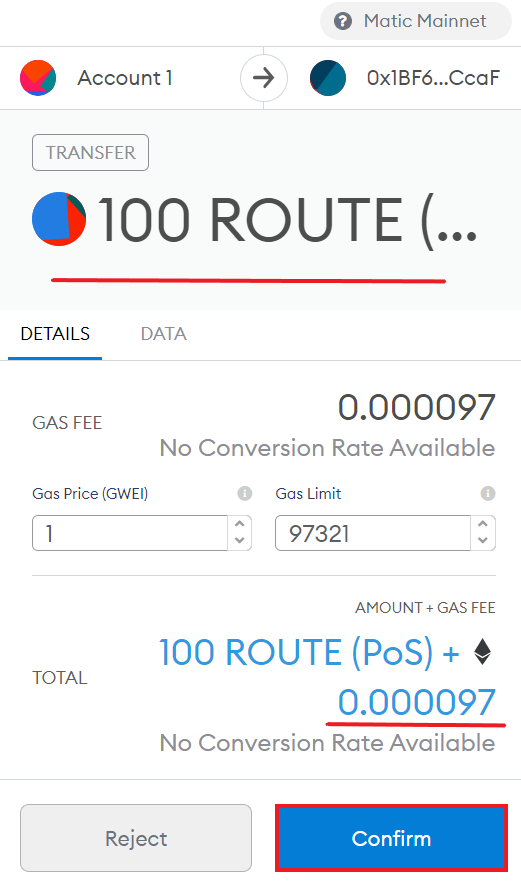 Matic Mainnet
Account 1
0x1BF6...CcaF
TRANSFER
100 ROUTE (...
DETAILS DATA
GAS FEE
0.000097
No Conversion Rate Available
Gas Price (GWEI) Gas Limit
1 97321
AMOUNT + GAS FEE
100 ROUTE (PoS) +
TOTAL
0.000097
No Conversion Rate Available
Reject Confirm